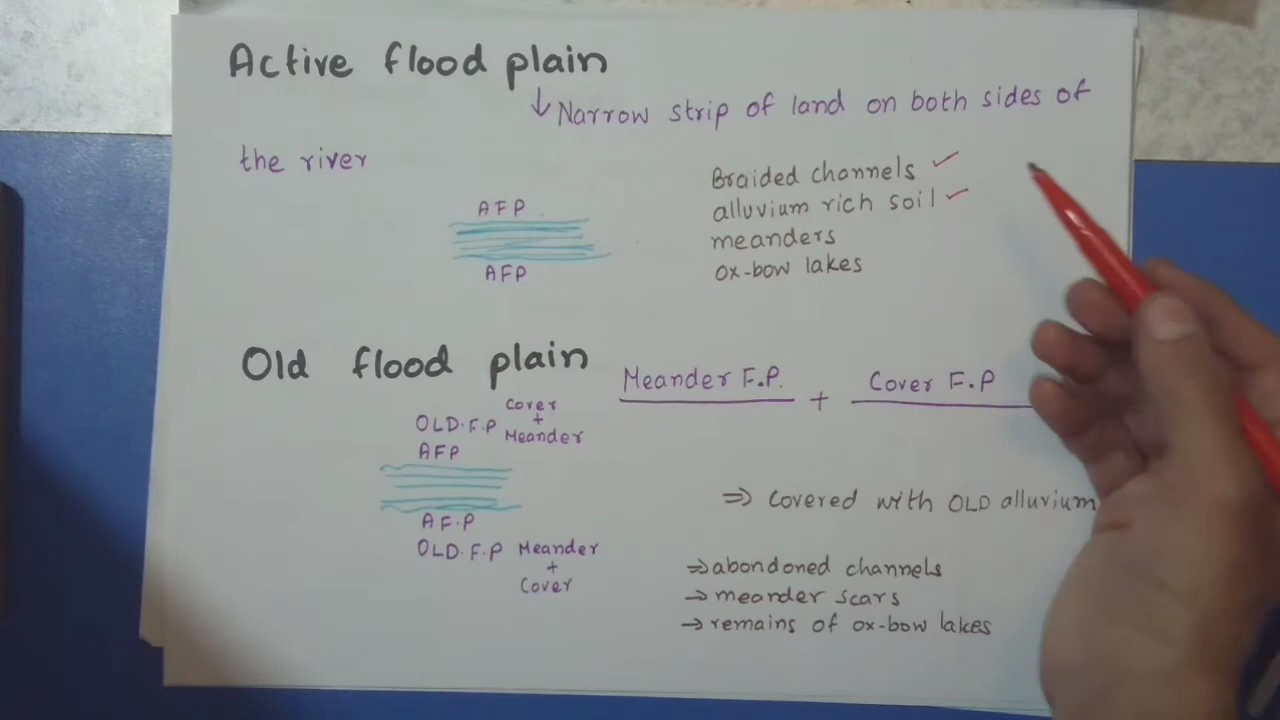 Active flood plain
↓ Narrow strip of land on both sides of
the river
Braided channels ✓
alluvium rich soil ✓
meanders
ox-bow lakes
AFP
AFP
Old flood plain
Meander F.P. + Cover F.P
OLD.F.P Cover + Meander
AFP
A F.P
OLD.F.P Meander + Cover
⇒ Covered with OLD alluvium
⇒ abondoned channels
→ meander scars
→ remains of ox-bow lakes